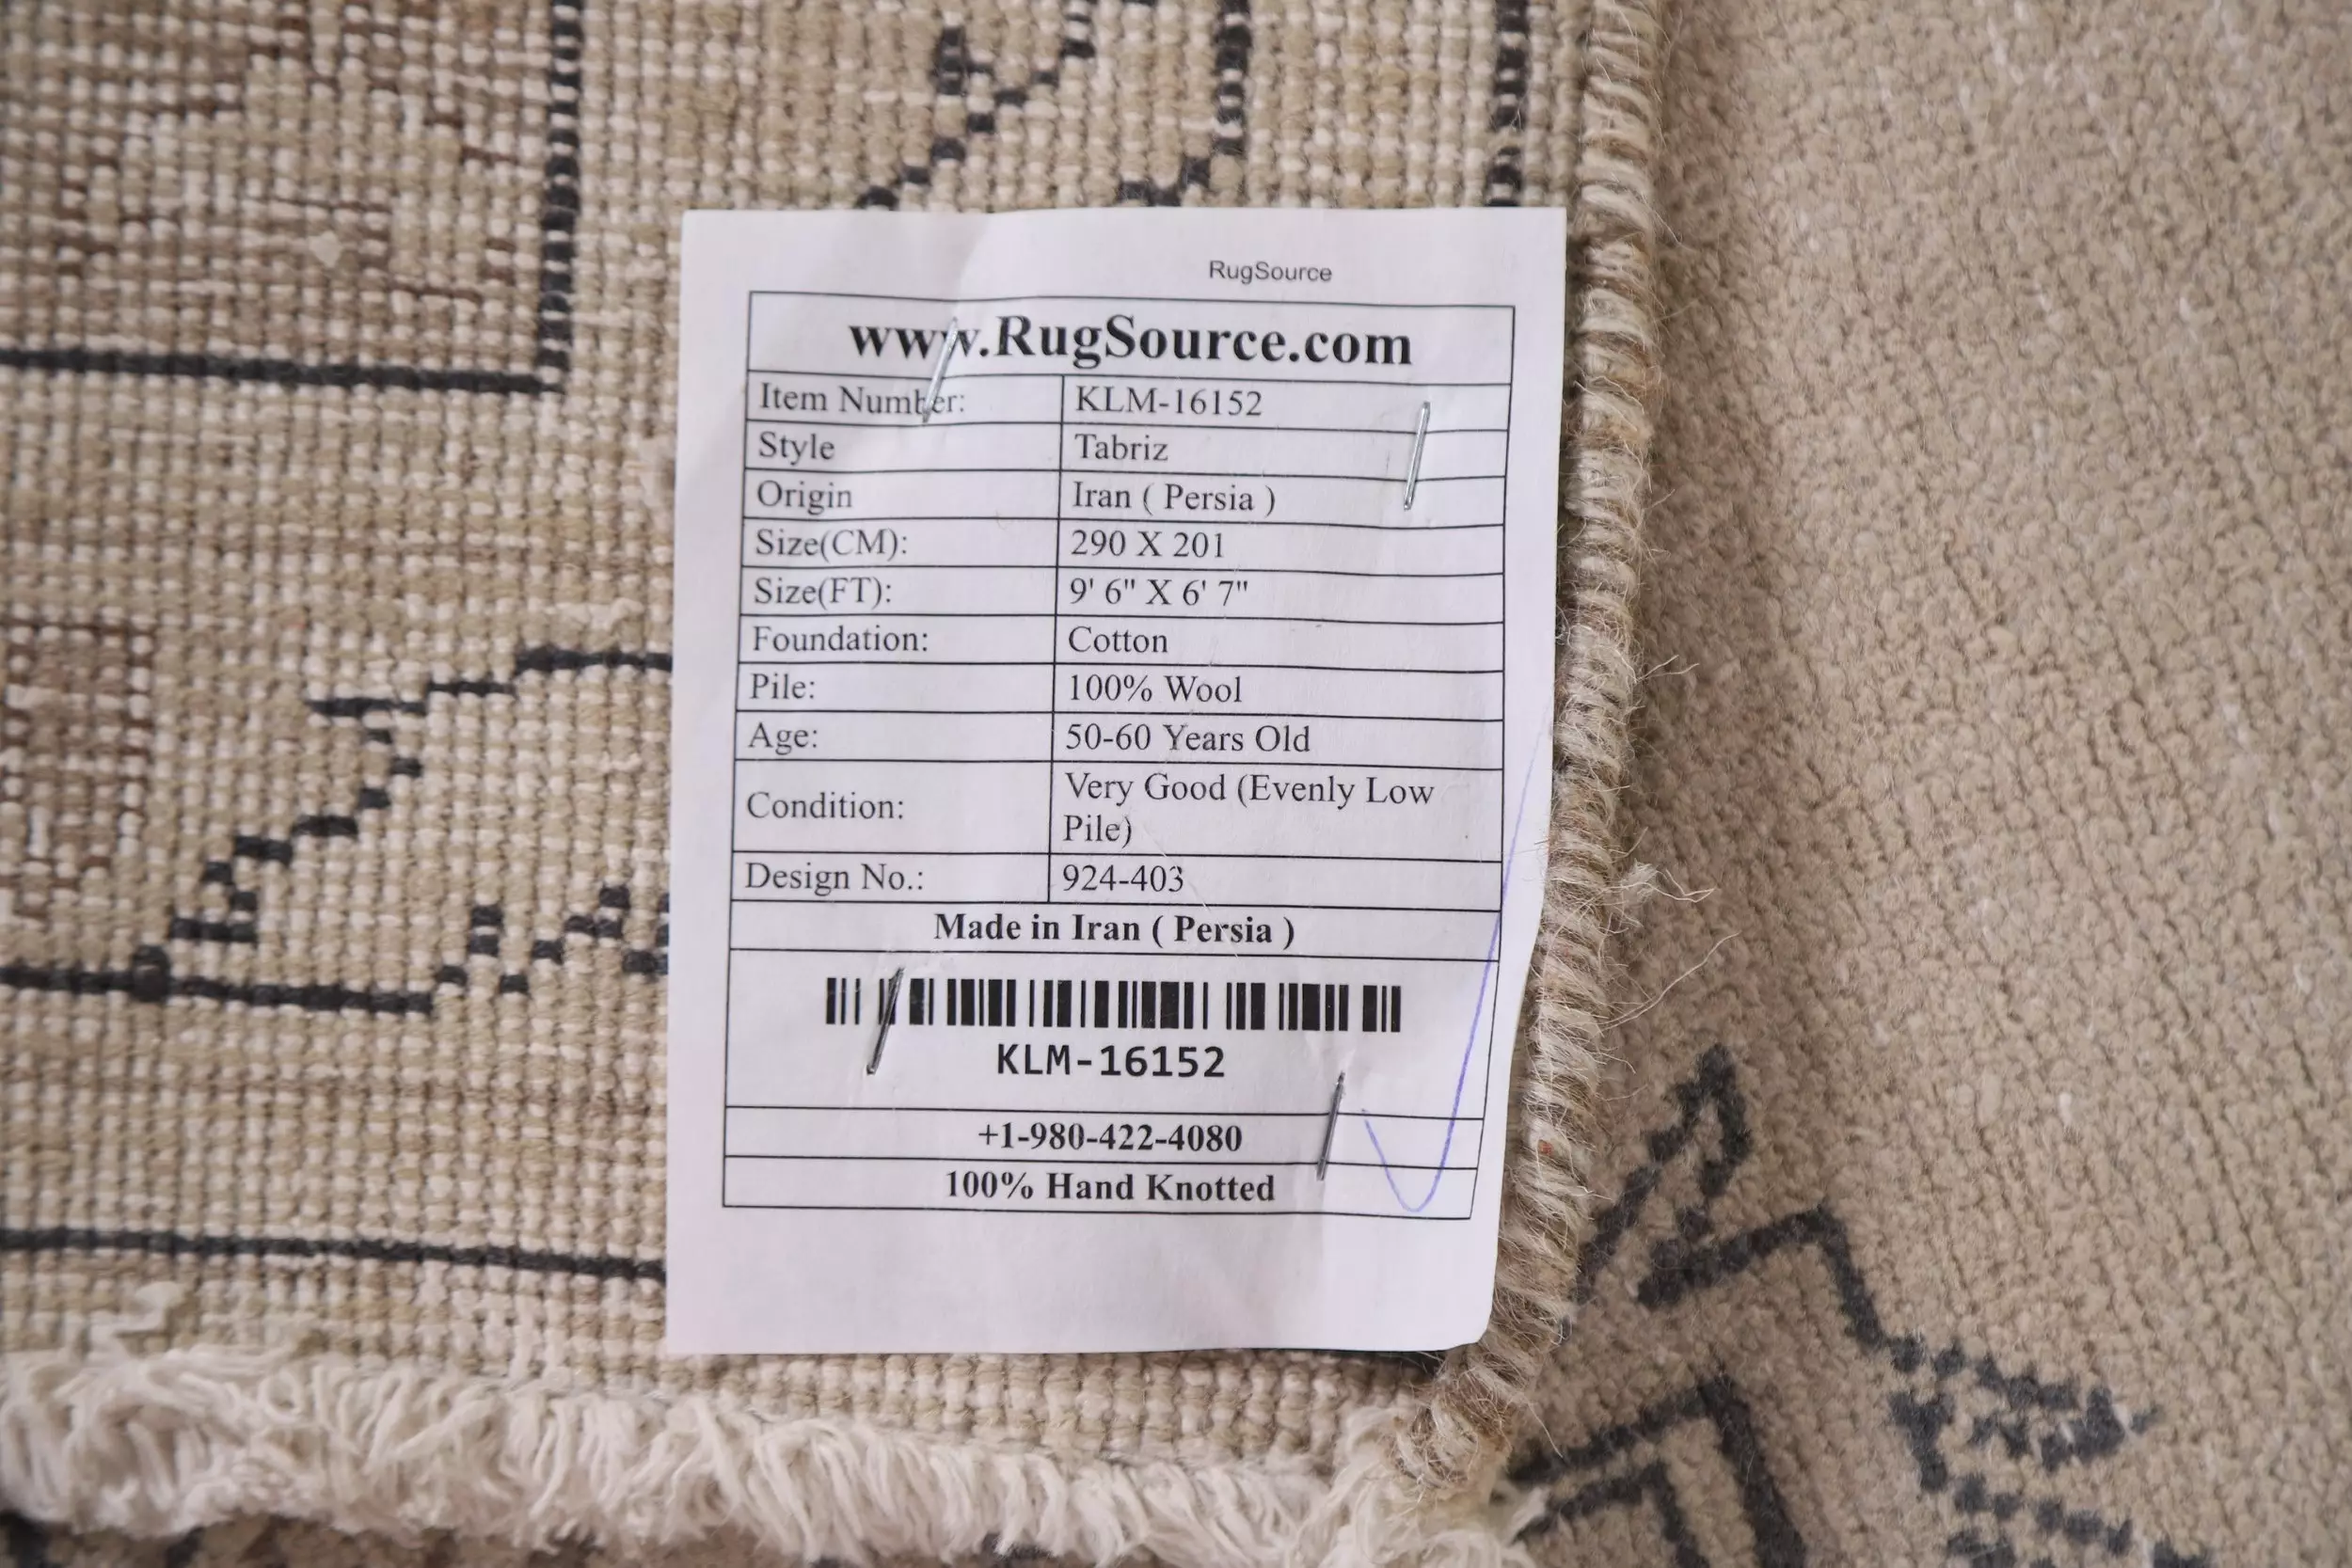 RugSource
www.RugSource.com
Item Number: KLM-16152
Style Tabriz
Origin Iran ( Persia )
Size(CM): 290 X 201
Size(FT): 9' 6" X 6' 7"
Foundation: Cotton
Pile: 100% Wool
Age: 50-60 Years Old
Condition: Very Good (Evenly Low
Pile)
Design No.: 924-403
Made in Iran ( Persia )
KLM-16152
+1-980-422-4080
100% Hand Knotted